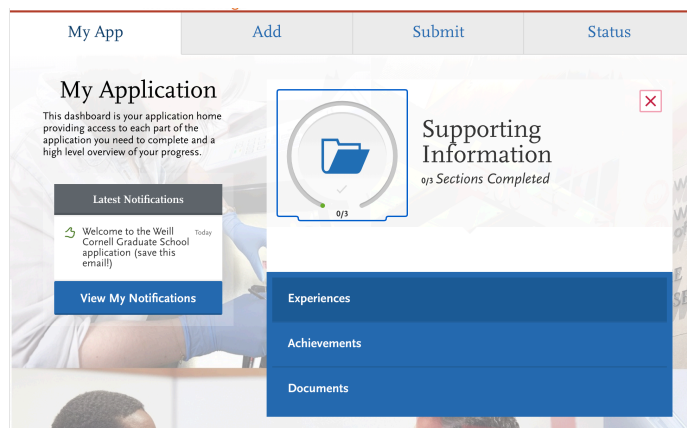 My App
Add
Submit
Status
My Application
This dashboard is your application home
providing access to each part of the
application you need to complete and a
high level overview of your progress.
Latest Notifications
Welcome to the Weill
Cornell Graduate School
application (save this
email!)
Today
View My Notifications
0/3
Supporting
Information
0/3 Sections Completed
Experiences
Achievements
Documents